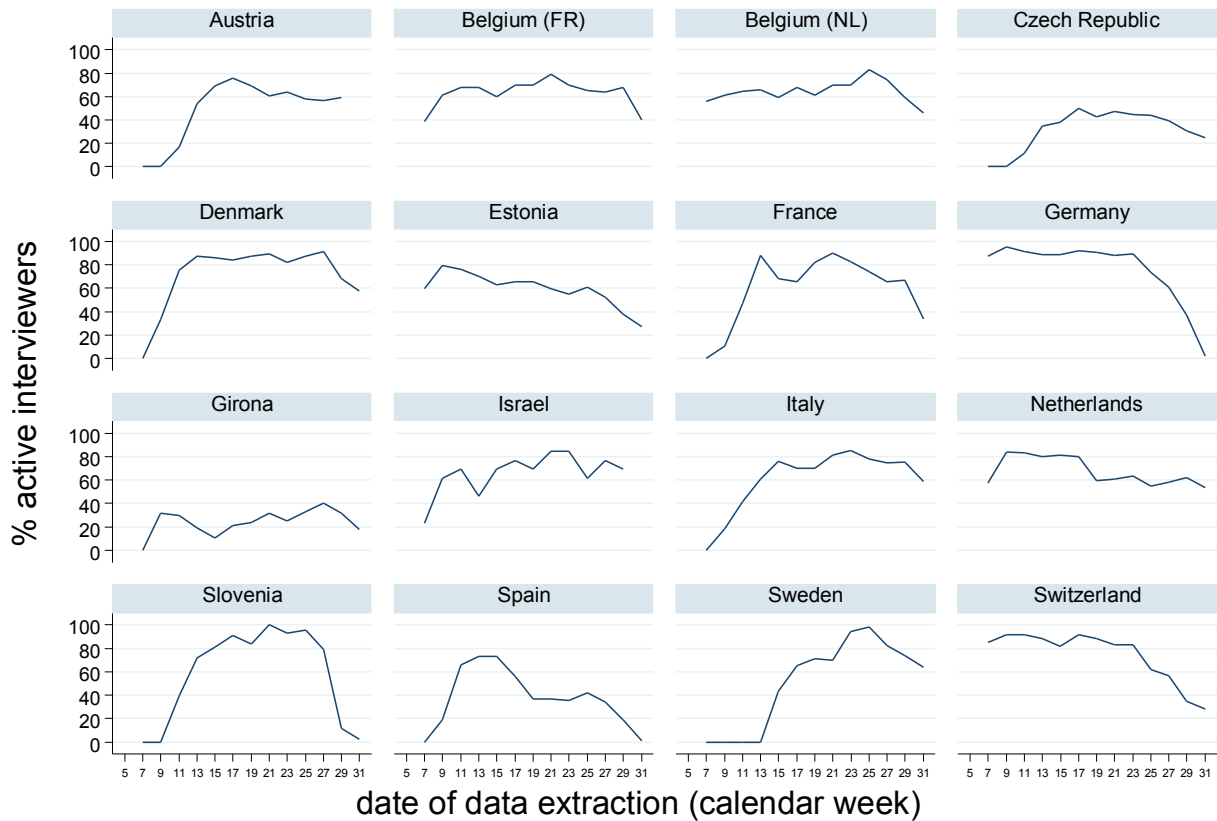 Austria
Belgium (FR)
Belgium (NL)
Czech Republic
100
80
60
40
20
0
Denmark
Estonia
France
Germany
100
80
60
40
20
0
Girona
Israel
Italy
Netherlands
100
80
60
40
20
0
Slovenia
Spain
Sweden
Switzerland
100
80
60
40
20
0
5 7 9 11 13 15 17 19 21 23 25 27 29 31
5 7 9 11 13 15 17 19 21 23 25 27 29 31
5 7 9 11 13 15 17 19 21 23 25 27 29 31
5 7 9 11 13 15 17 19 21 23 25 27 29 31
% active interviewers
date of data extraction (calendar week)